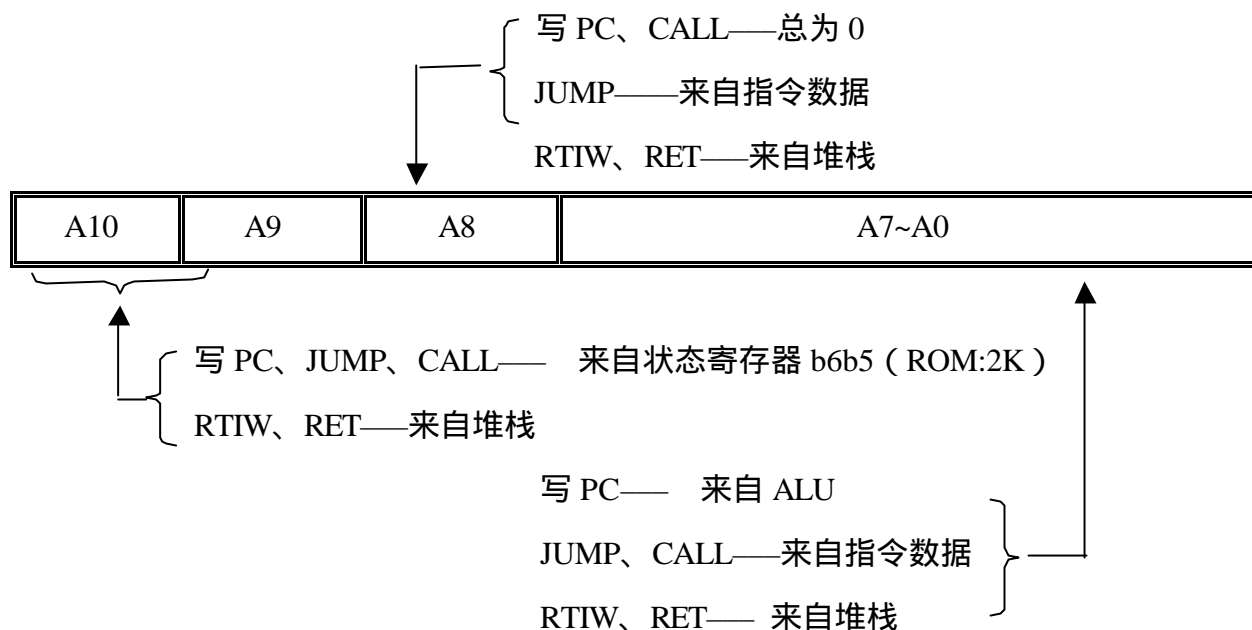 写 PC、CALL——总为 0
JUMP——来自指令数据
RTIW、RET——来自堆栈
A10 A9 A8 A7~A0
写 PC、JUMP、CALL—— 来自状态寄存器 b6b5（ROM:2K）
RTIW、RET——来自堆栈
写 PC—— 来自 ALU
JUMP、CALL——来自指令数据
RTIW、RET—— 来自堆栈